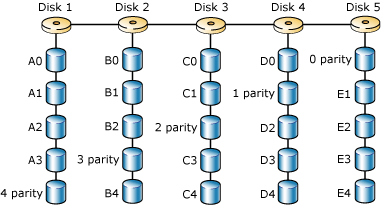 Disk 1 Disk 2 Disk 3 Disk 4 Disk 5
A0 B0 C0 D0 0 parity
A1 B1 C1 1 parity E1
A2 B2 2 parity D2 E2
A3 3 parity C3 D3 E3
4 parity B4 C4 D4 E4